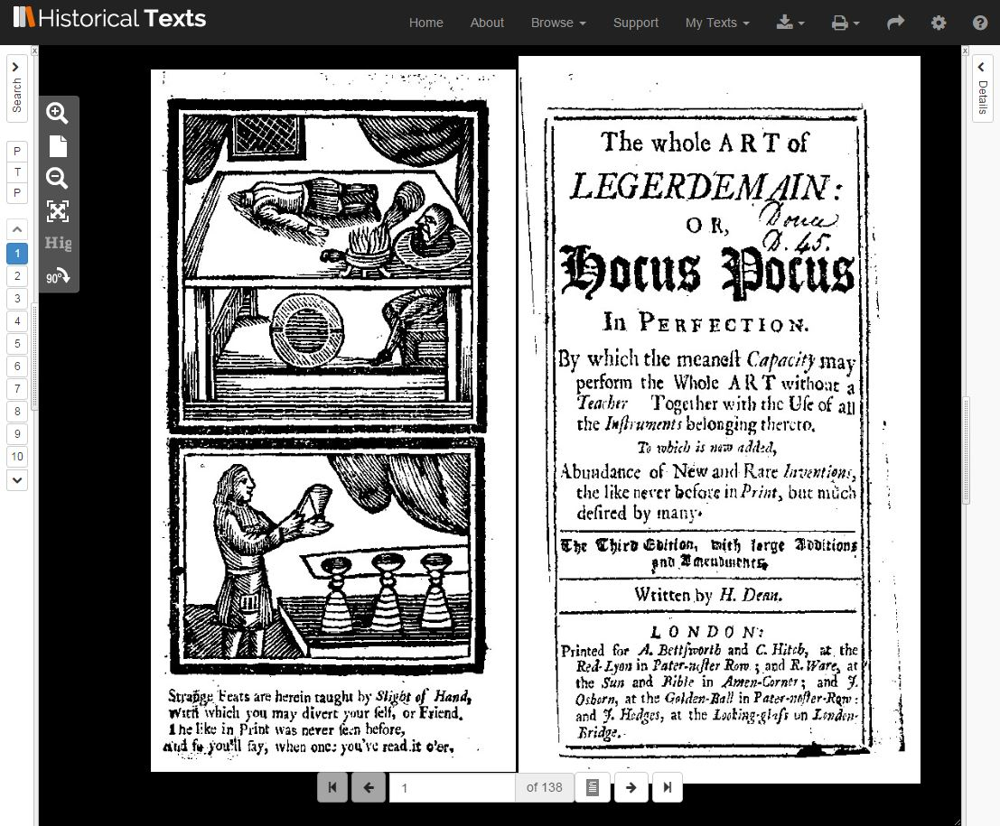 Historical Texts
Home About Browse Support My Texts
x
x
Search
Details
P
T
P
Hig
90°
1
2
3
4
5
6
7
8
9
10
Strange Feats are herein taught by Slight of Hand,
With which you may divert your ſelf, or Friend.
The like in Print was never ſeen before,
And ſo you'll ſay, when once you've read it o'er.
The whole ART of
LEGERDEMAIN:
OR,
Douce
D. 45.
Hocus Pocus
In PERFECTION.
By which the meaneſt Capacity may
perform the Whole ART without a
Teacher Together with the Uſe of all
the Inſtruments belonging thereto.
To which is now added,
Abundance of New and Rare Inventions,
the like never before in Print, but much
deſired by many.
The Third Edition, with large Additions
and Amendments.
Written by H. Dean.
LONDON:
Printed for A. Bettſworth and C. Hitch, at the
Red-Lyon in Pater-noſter Row; and R. Ware, at
the Sun and Bible in Amen-Corner; and J.
Osborn, at the Golden-Ball in Pater-noſter-Row:
and J. Hodges, at the Looking-glaſs on London-
Bridge.
1 of 138